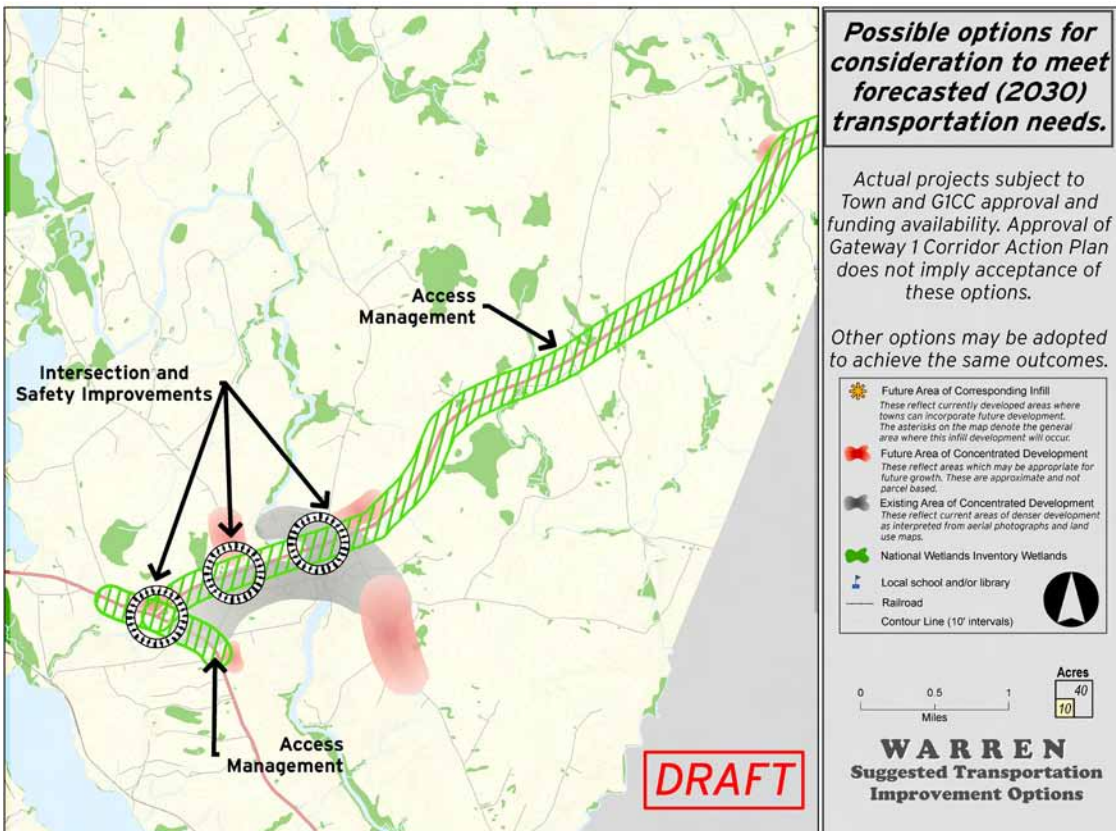 Access
Management
Intersection and
Safety Improvements
Access
Management
DRAFT
Possible options for
consideration to meet
forecasted (2030)
transportation needs.
Actual projects subject to
Town and G1CC approval and
funding availability. Approval of
Gateway 1 Corridor Action Plan
does not imply acceptance of
these options.
Other options may be adopted
to achieve the same outcomes.
Future Area of Corresponding Infill
These reflect currently developed areas where
towns can incorporate future development.
The asterisks on the map denote the general
area where this infill development will occur.
Future Area of Concentrated Development
These reflect areas which may be appropriate for
future growth. These are approximate and not
parcel based.
Existing Area of Concentrated Development
These reflect current areas of denser development
as interpreted from aerial photographs and land
use maps.
National Wetlands Inventory Wetlands
Local school and/or library
Railroad
Contour Line (10' intervals)
0 0.5 1
Miles
Acres
40
10
WARREN
Suggested Transportation
Improvement Options